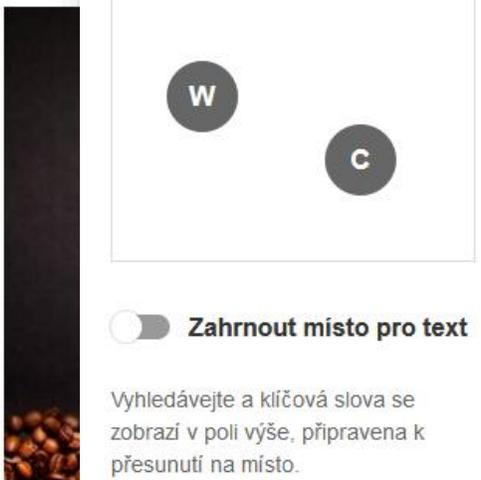 W
C
Zahrnout místo pro text
Vyhledávejte a klíčová slova se
zobrazí v poli výše, připravena k
přesunutí na místo.